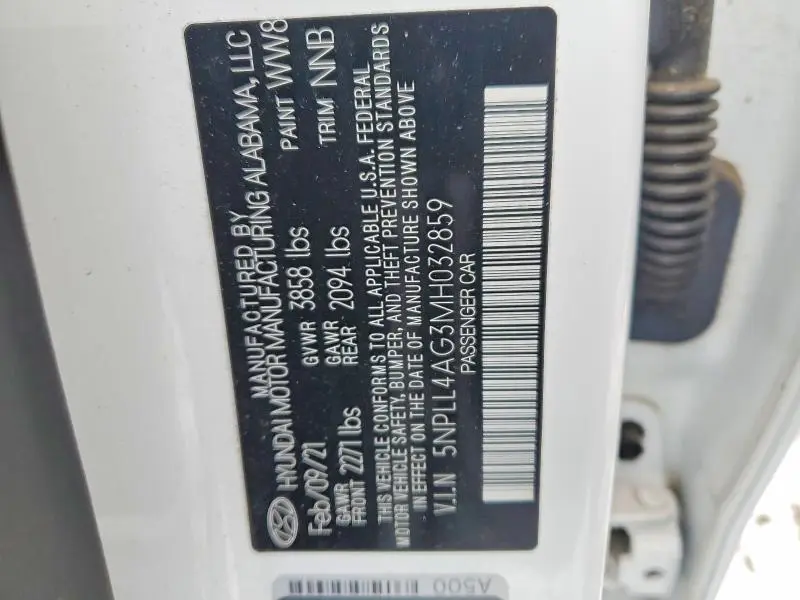 MANUFACTURED BY
HYUNDAI MOTOR MANUFACTURING ALABAMA, LLC
Feb/09/21 GVWR 3858 lbs PAINT WW8
GAWR FRONT 2271 lbs GAWR REAR 2094 lbs TRIM NNB
THIS VEHICLE CONFORMS TO ALL APPLICABLE U.S.A. FEDERAL
MOTOR VEHICLE SAFETY, BUMPER, AND THEFT PREVENTION STANDARDS
IN EFFECT ON THE DATE OF MANUFACTURE SHOWN ABOVE
V.I.N 5NPLL4AG3MH032859
PASSENGER CAR
A500